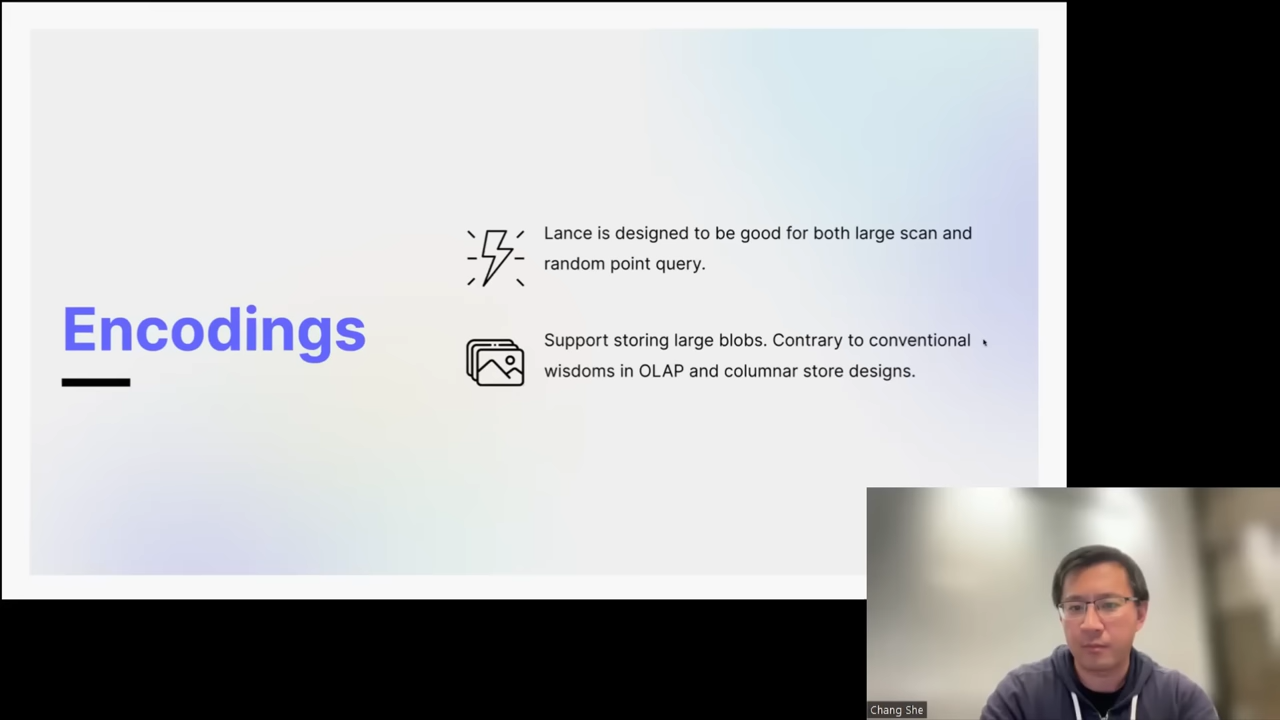 Lance is designed to be good for both large scan and
random point query.
Encodings
Support storing large blobs. Contrary to conventional
wisdoms in OLAP and columnar store designs.
Chang She